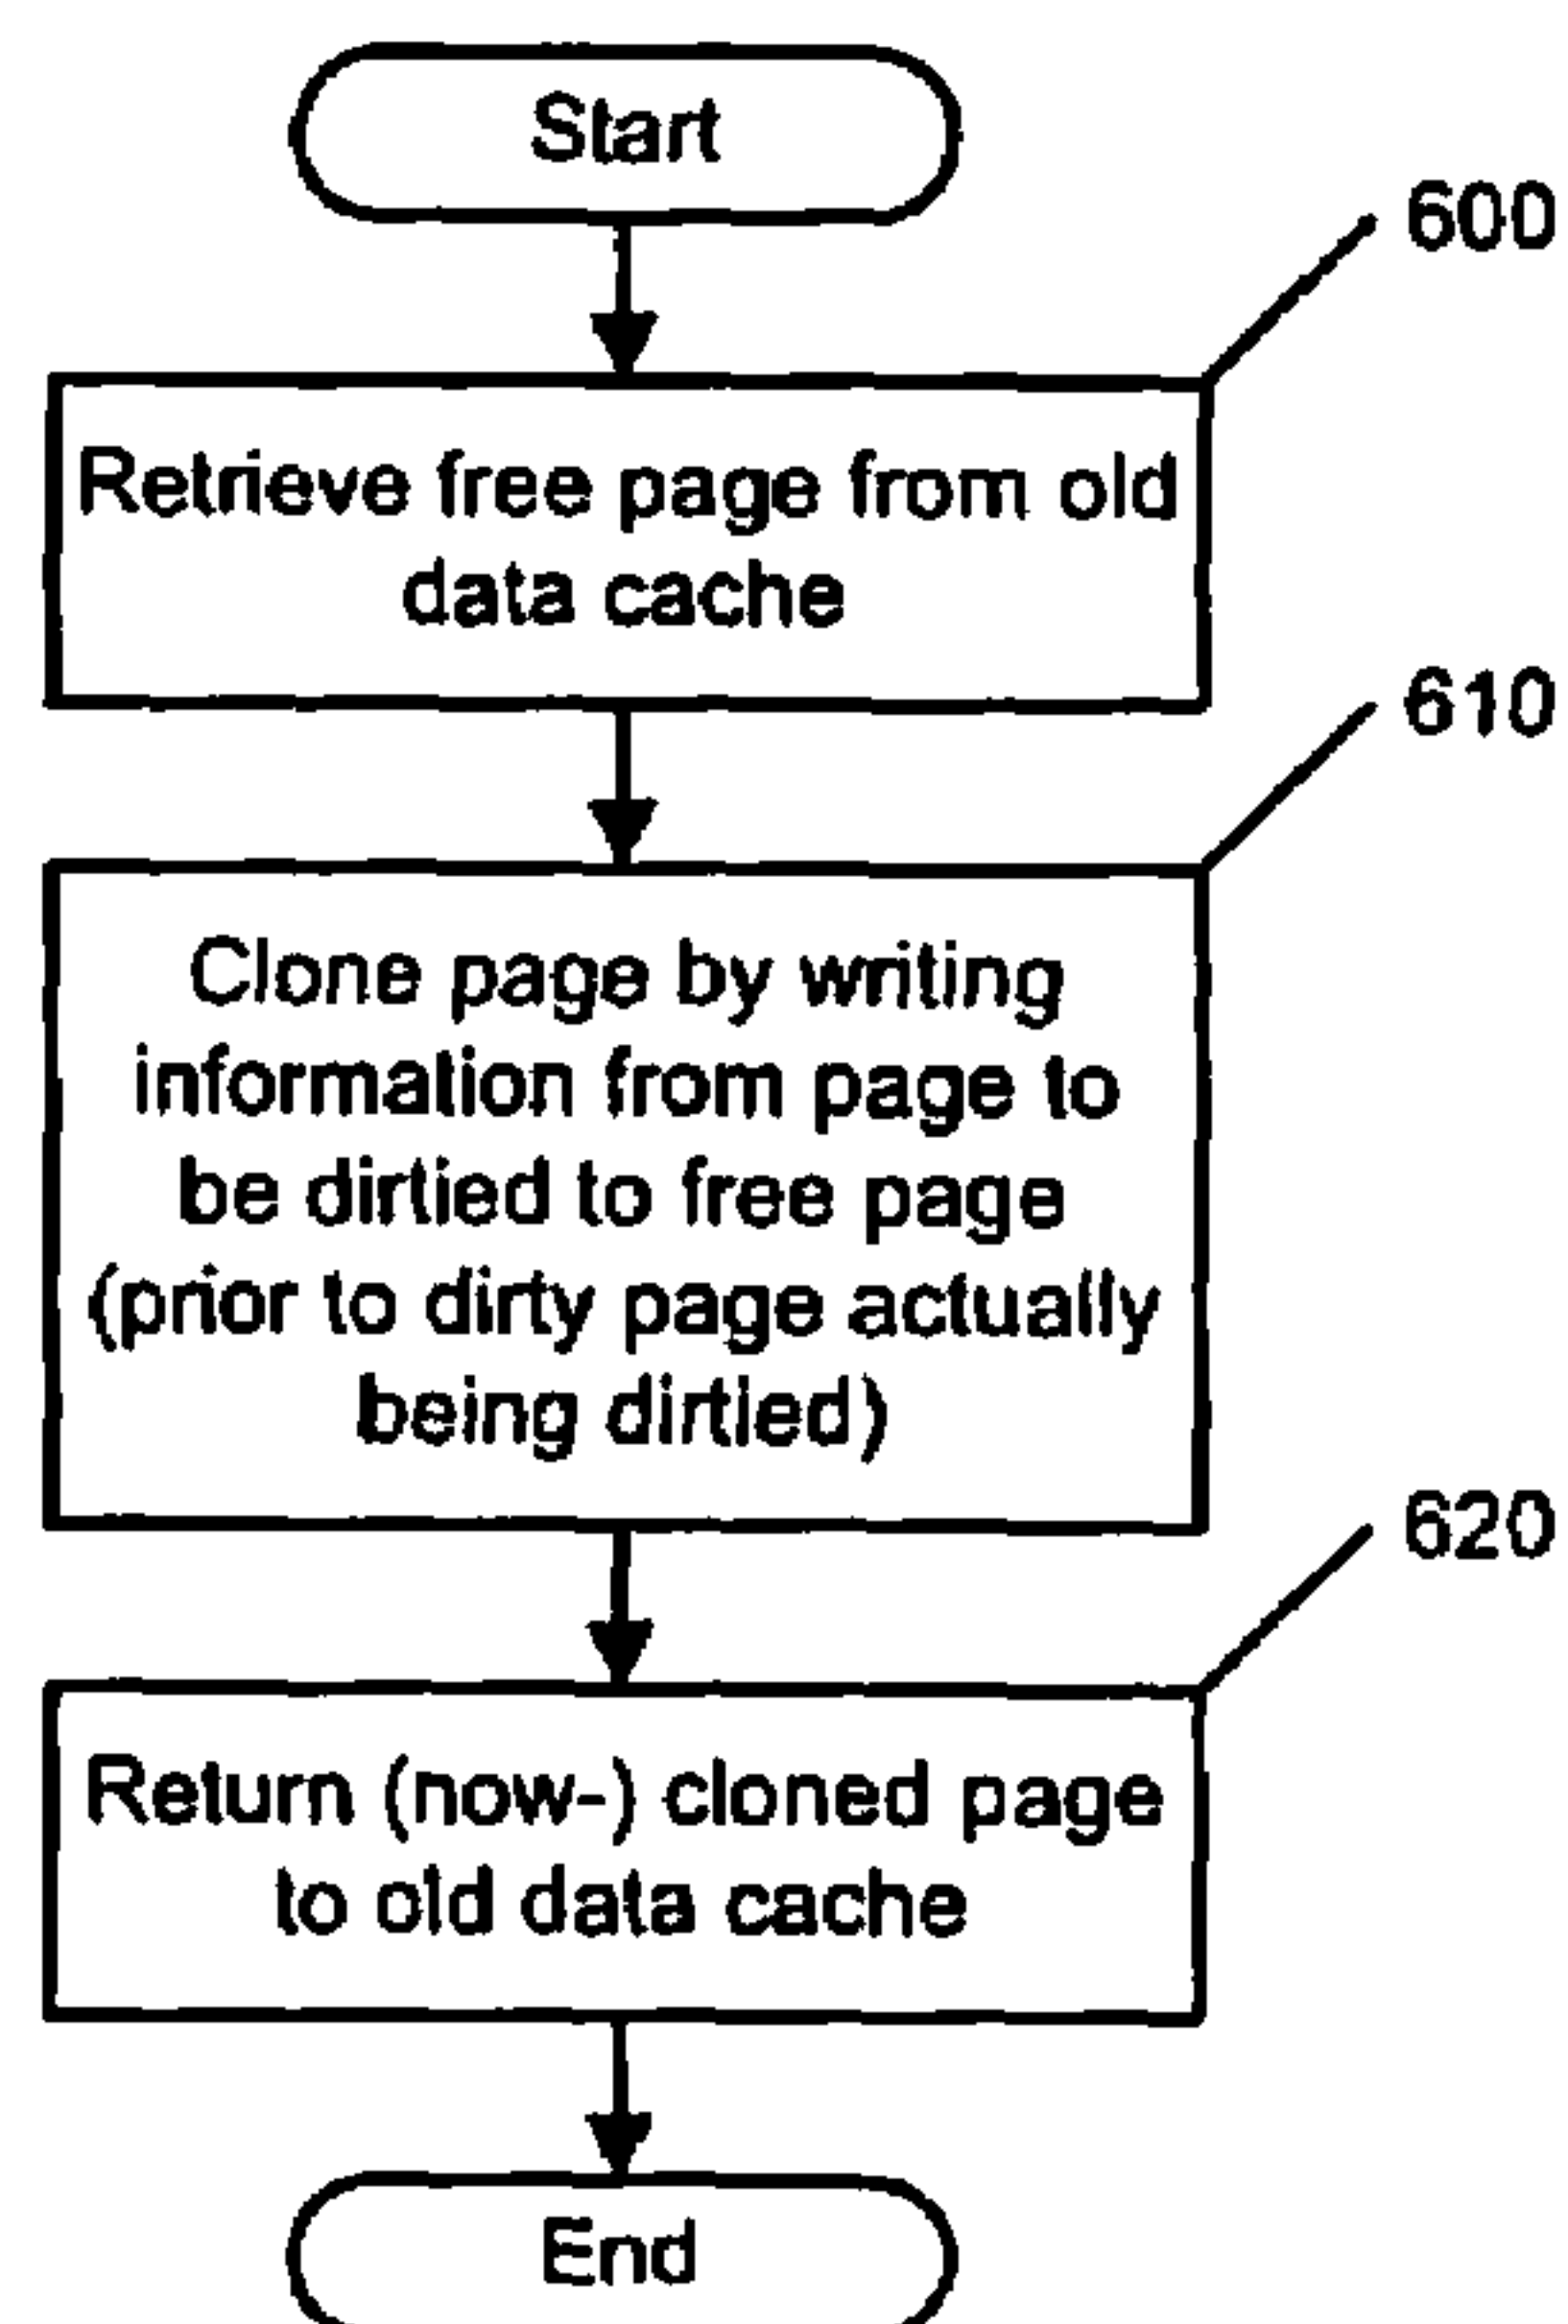 Start
600
Retrieve free page from old
data cache
610
Clone page by writing
information from page to
be dirtied to free page
(prior to dirty page actually
being dirtied)
620
Return (now-) cloned page
to old data cache
End